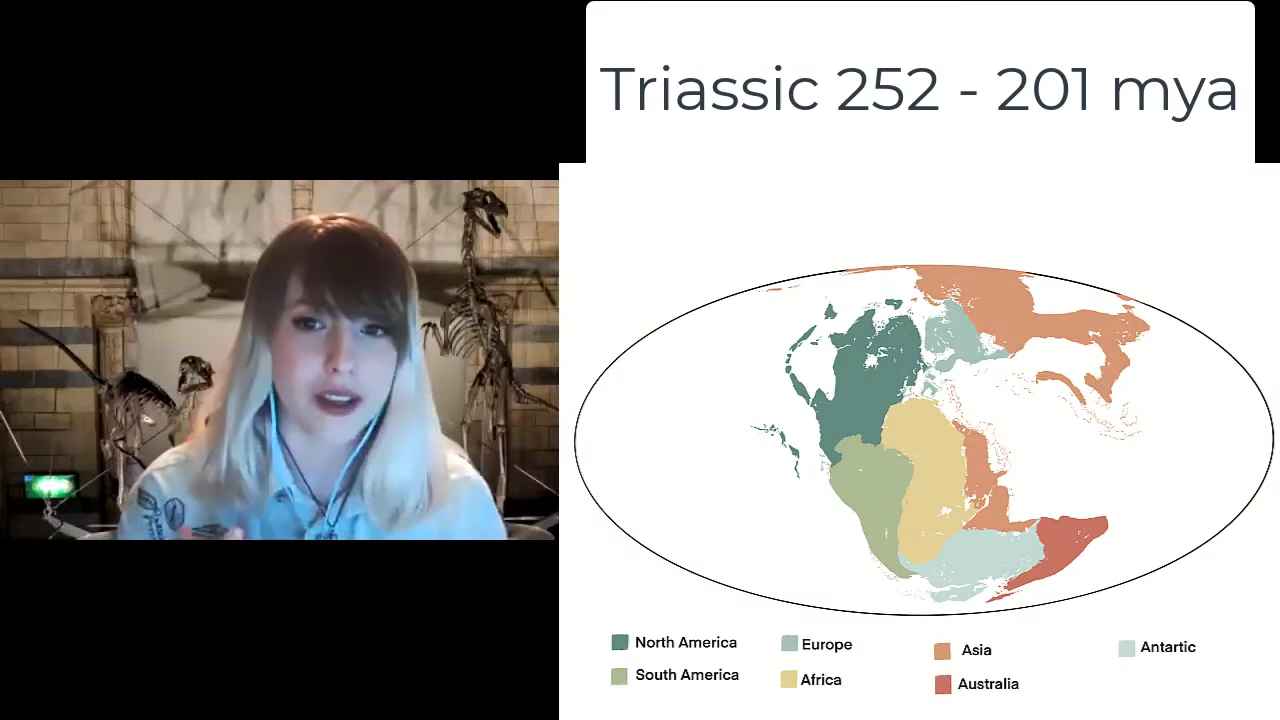 Triassic 252 - 201 mya
North America
Europe
Asia
Antartic
South America
Africa
Australia